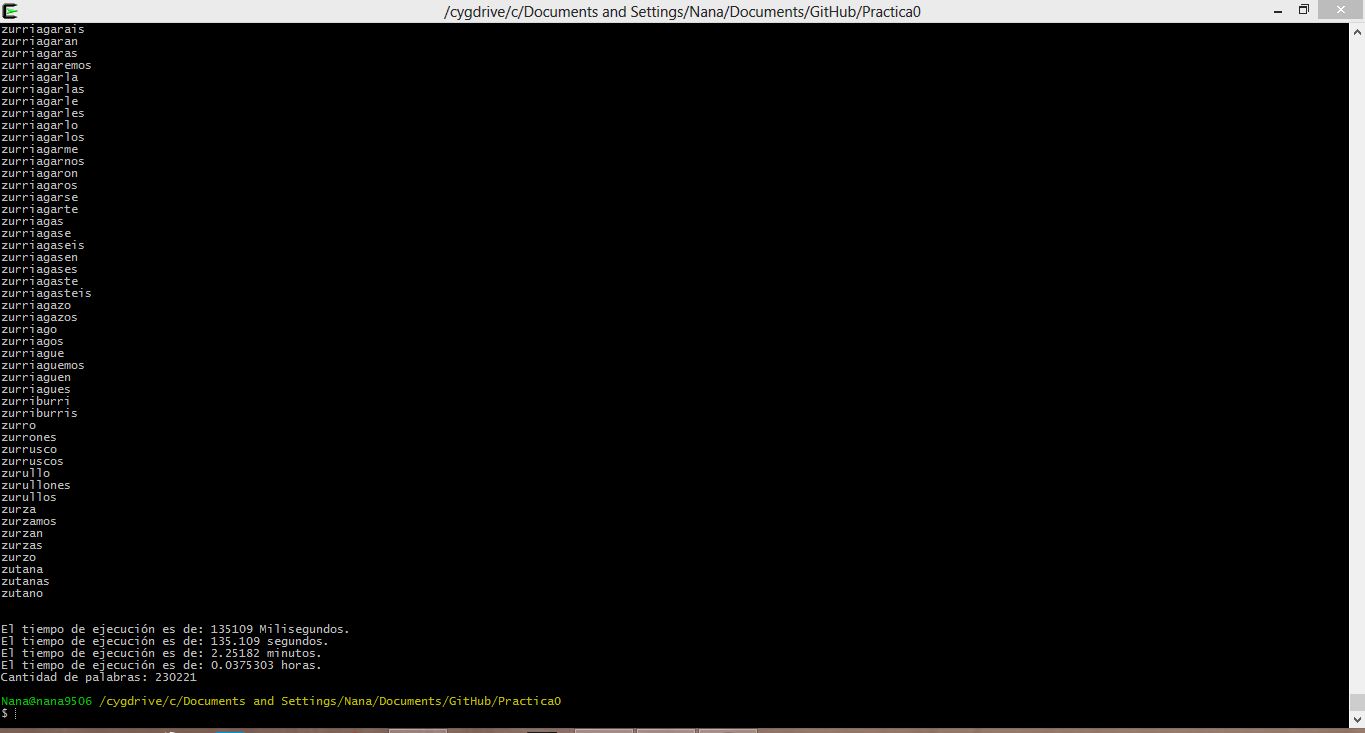 /cygdrive/c/Documents and Settings/Nana/Documents/GitHub/Practica0
zurriagarais
zurriagaran
zurriagaras
zurriagaremos
zurriagarla
zurriagarlas
zurriagarle
zurriagarles
zurriagarlo
zurriagarlos
zurriagarme
zurriagarnos
zurriagaron
zurriagaros
zurriagarse
zurriagarte
zurriagas
zurriagase
zurriagaseis
zurriagasen
zurriagases
zurriagaste
zurriagasteis
zurriagazo
zurriagazos
zurriago
zurriagos
zurriague
zurriaguemos
zurriaguen
zurriagues
zurriburri
zurriburris
zurro
zurrones
zurrusco
zurruscos
zurullo
zurullones
zurullos
zurza
zurzamos
zurzan
zurzas
zurzo
zutana
zutanas
zutano
El tiempo de ejecución es de: 135109 Milisegundos.
El tiempo de ejecución es de: 135.109 segundos.
El tiempo de ejecución es de: 2.25182 minutos.
El tiempo de ejecución es de: 0.0375303 horas.
Cantidad de palabras: 230221
Nana@nana9506 /cygdrive/c/Documents and Settings/Nana/Documents/GitHub/Practica0
$